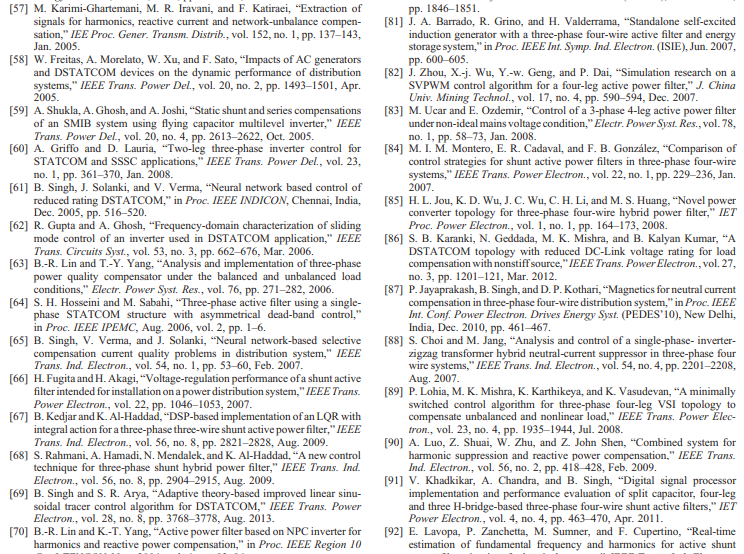 [57] M. Karimi-Ghartemani, M. R. Iravani, and F. Katiraei, “Extraction of
signals for harmonics, reactive current and network-unbalance compen-
sation,” IEE Proc. Gener. Transm. Distrib., vol. 152, no. 1, pp. 137–143,
Jan. 2005.
[58] W. Freitas, A. Morelato, W. Xu, and F. Sato, “Impacts of AC generators
and DSTATCOM devices on the dynamic performance of distribution
systems,” IEEE Trans. Power Del., vol. 20, no. 2, pp. 1493–1501, Apr.
2005.
[59] A. Shukla, A. Ghosh, and A. Joshi, “Static shunt and series compensations
of an SMIB system using flying capacitor multilevel inverter,” IEEE
Trans. Power Del., vol. 20, no. 4, pp. 2613–2622, Oct. 2005.
[60] A. Griffo and D. Lauria, “Two-leg three-phase inverter control for
STATCOM and SSSC applications,” IEEE Trans. Power Del., vol. 23,
no. 1, pp. 361–370, Jan. 2008.
[61] B. Singh, J. Solanki, and V. Verma, “Neural network based control of
reduced rating DSTATCOM,” in Proc. IEEE INDICON, Chennai, India,
Dec. 2005, pp. 516–520.
[62] R. Gupta and A. Ghosh, “Frequency-domain characterization of sliding
mode control of an inverter used in DSTATCOM application,” IEEE
Trans. Circuits Syst., vol. 53, no. 3, pp. 662–676, Mar. 2006.
[63] B.-R. Lin and T.-Y. Yang, “Analysis and implementation of three-phase
power quality compensator under the balanced and unbalanced load
conditions,” Electr. Power Syst. Res., vol. 76, pp. 271–282, 2006.
[64] S. H. Hosseini and M. Sabahi, “Three-phase active filter using a single-
phase STATCOM structure with asymmetrical dead-band control,”
in Proc. IEEE IPEMC, Aug. 2006, vol. 2, pp. 1–6.
[65] B. Singh, V. Verma, and J. Solanki, “Neural network-based selective
compensation current quality problems in distribution system,” IEEE
Trans. Ind. Electron., vol. 54, no. 1, pp. 53–60, Feb. 2007.
[66] H. Fugita and H. Akagi, “Voltage-regulation performance of a shunt active
filter intended for installation on a power distribution system,” IEEE Trans.
Power Electron., vol. 22, pp. 1046–1053, 2007.
[67] B. Kedjar and K. Al-Haddad, “DSP-based implementation of an LQR with
integral action for a three-phase three-wire shunt active power filter,” IEEE
Trans. Ind. Electron., vol. 56, no. 8, pp. 2821–2828, Aug. 2009.
[68] S. Rahmani, A. Hamadi, N. Mendalek, and K. Al-Haddad, “A new control
technique for three-phase shunt hybrid power filter,” IEEE Trans. Ind.
Electron., vol. 56, no. 8, pp. 2904–2915, Aug. 2009.
[69] B. Singh and S. R. Arya, “Adaptive theory-based improved linear sinu-
soidal tracer control algorithm for DSTATCOM,” IEEE Trans. Power
Electron., vol. 28, no. 8, pp. 3768–3778, Aug. 2013.
[70] B.-R. Lin and K.-T. Yang, “Active power filter based on NPC inverter for
harmonics and reactive power compensation,” in Proc. IEEE Region 10
pp. 1846–1851.
[81] J. A. Barrado, R. Grino, and H. Valderrama, “Standalone self-excited
induction generator with a three-phase four-wire active filter and energy
storage system,” in Proc. IEEE Int. Symp. Ind. Electron. (ISIE), Jun. 2007,
pp. 600–605.
[82] J. Zhou, X.-j. Wu, Y.-w. Geng, and P. Dai, “Simulation research on a
SVPWM control algorithm for a four-leg active power filter,” J. China
Univ. Mining Technol., vol. 17, no. 4, pp. 590–594, Dec. 2007.
[83] M. Ucar and E. Ozdemir, “Control of a 3-phase 4-leg active power filter
under non-ideal mains voltage condition,” Electr. Power Syst. Res., vol. 78,
no. 1, pp. 58–73, Jan. 2008.
[84] M. I. M. Montero, E. R. Cadaval, and F. B. González, “Comparison of
control strategies for shunt active power filters in three-phase four-wire
systems,” IEEE Trans. Power Electron., vol. 22, no. 1, pp. 229–236, Jan.
2007.
[85] H. L. Jou, K. D. Wu, J. C. Wu, C. H. Li, and M. S. Huang, “Novel power
converter topology for three-phase four-wire hybrid power filter,” IET
Proc. Power Electron., vol. 1, no. 1, pp. 164–173, 2008.
[86] S. B. Karanki, N. Geddada, M. K. Mishra, and B. Kalyan Kumar, “A
DSTATCOM topology with reduced DC-Link voltage rating for load
compensation with nonstiff source,” IEEE Trans. Power Electron., vol. 27,
no. 3, pp. 1201–121, Mar. 2012.
[87] P. Jayaprakash, B. Singh, and D. P. Kothari, “Magnetics for neutral current
compensation in three-phase four-wire distribution system,” in Proc. IEEE
Int. Conf. Power Electron. Drives Energy Syst. (PEDES’10), New Delhi,
India, Dec. 2010, pp. 461–467.
[88] S. Choi and M. Jang, “Analysis and control of a single-phase- inverter-
zigzag transformer hybrid neutral-current suppressor in three-phase four
wire systems,” IEEE Trans. Ind. Electron., vol. 54, no. 4, pp. 2201–2208,
Aug. 2007.
[89] P. Lohia, M. K. Mishra, K. Karthikeya, and K. Vasudevan, “A minimally
switched control algorithm for three-phase four-leg VSI topology to
compensate unbalanced and nonlinear load,” IEEE Trans. Power Elec-
tron., vol. 23, no. 4, pp. 1935–1944, Jul. 2008.
[90] A. Luo, Z. Shuai, W. Zhu, and Z. John Shen, “Combined system for
harmonic suppression and reactive power compensation,” IEEE Trans.
Ind. Electron., vol. 56, no. 2, pp. 418–428, Feb. 2009.
[91] V. Khadkikar, A. Chandra, and B. Singh, “Digital signal processor
implementation and performance evaluation of split capacitor, four-leg
and three H-bridge-based three-phase four-wire shunt active filters,” IET
Power Electron., vol. 4, no. 4, pp. 463–470, Apr. 2011.
[92] E. Lavopa, P. Zanchetta, M. Sumner, and F. Cupertino, “Real-time
estimation of fundamental frequency and harmonics for active shunt